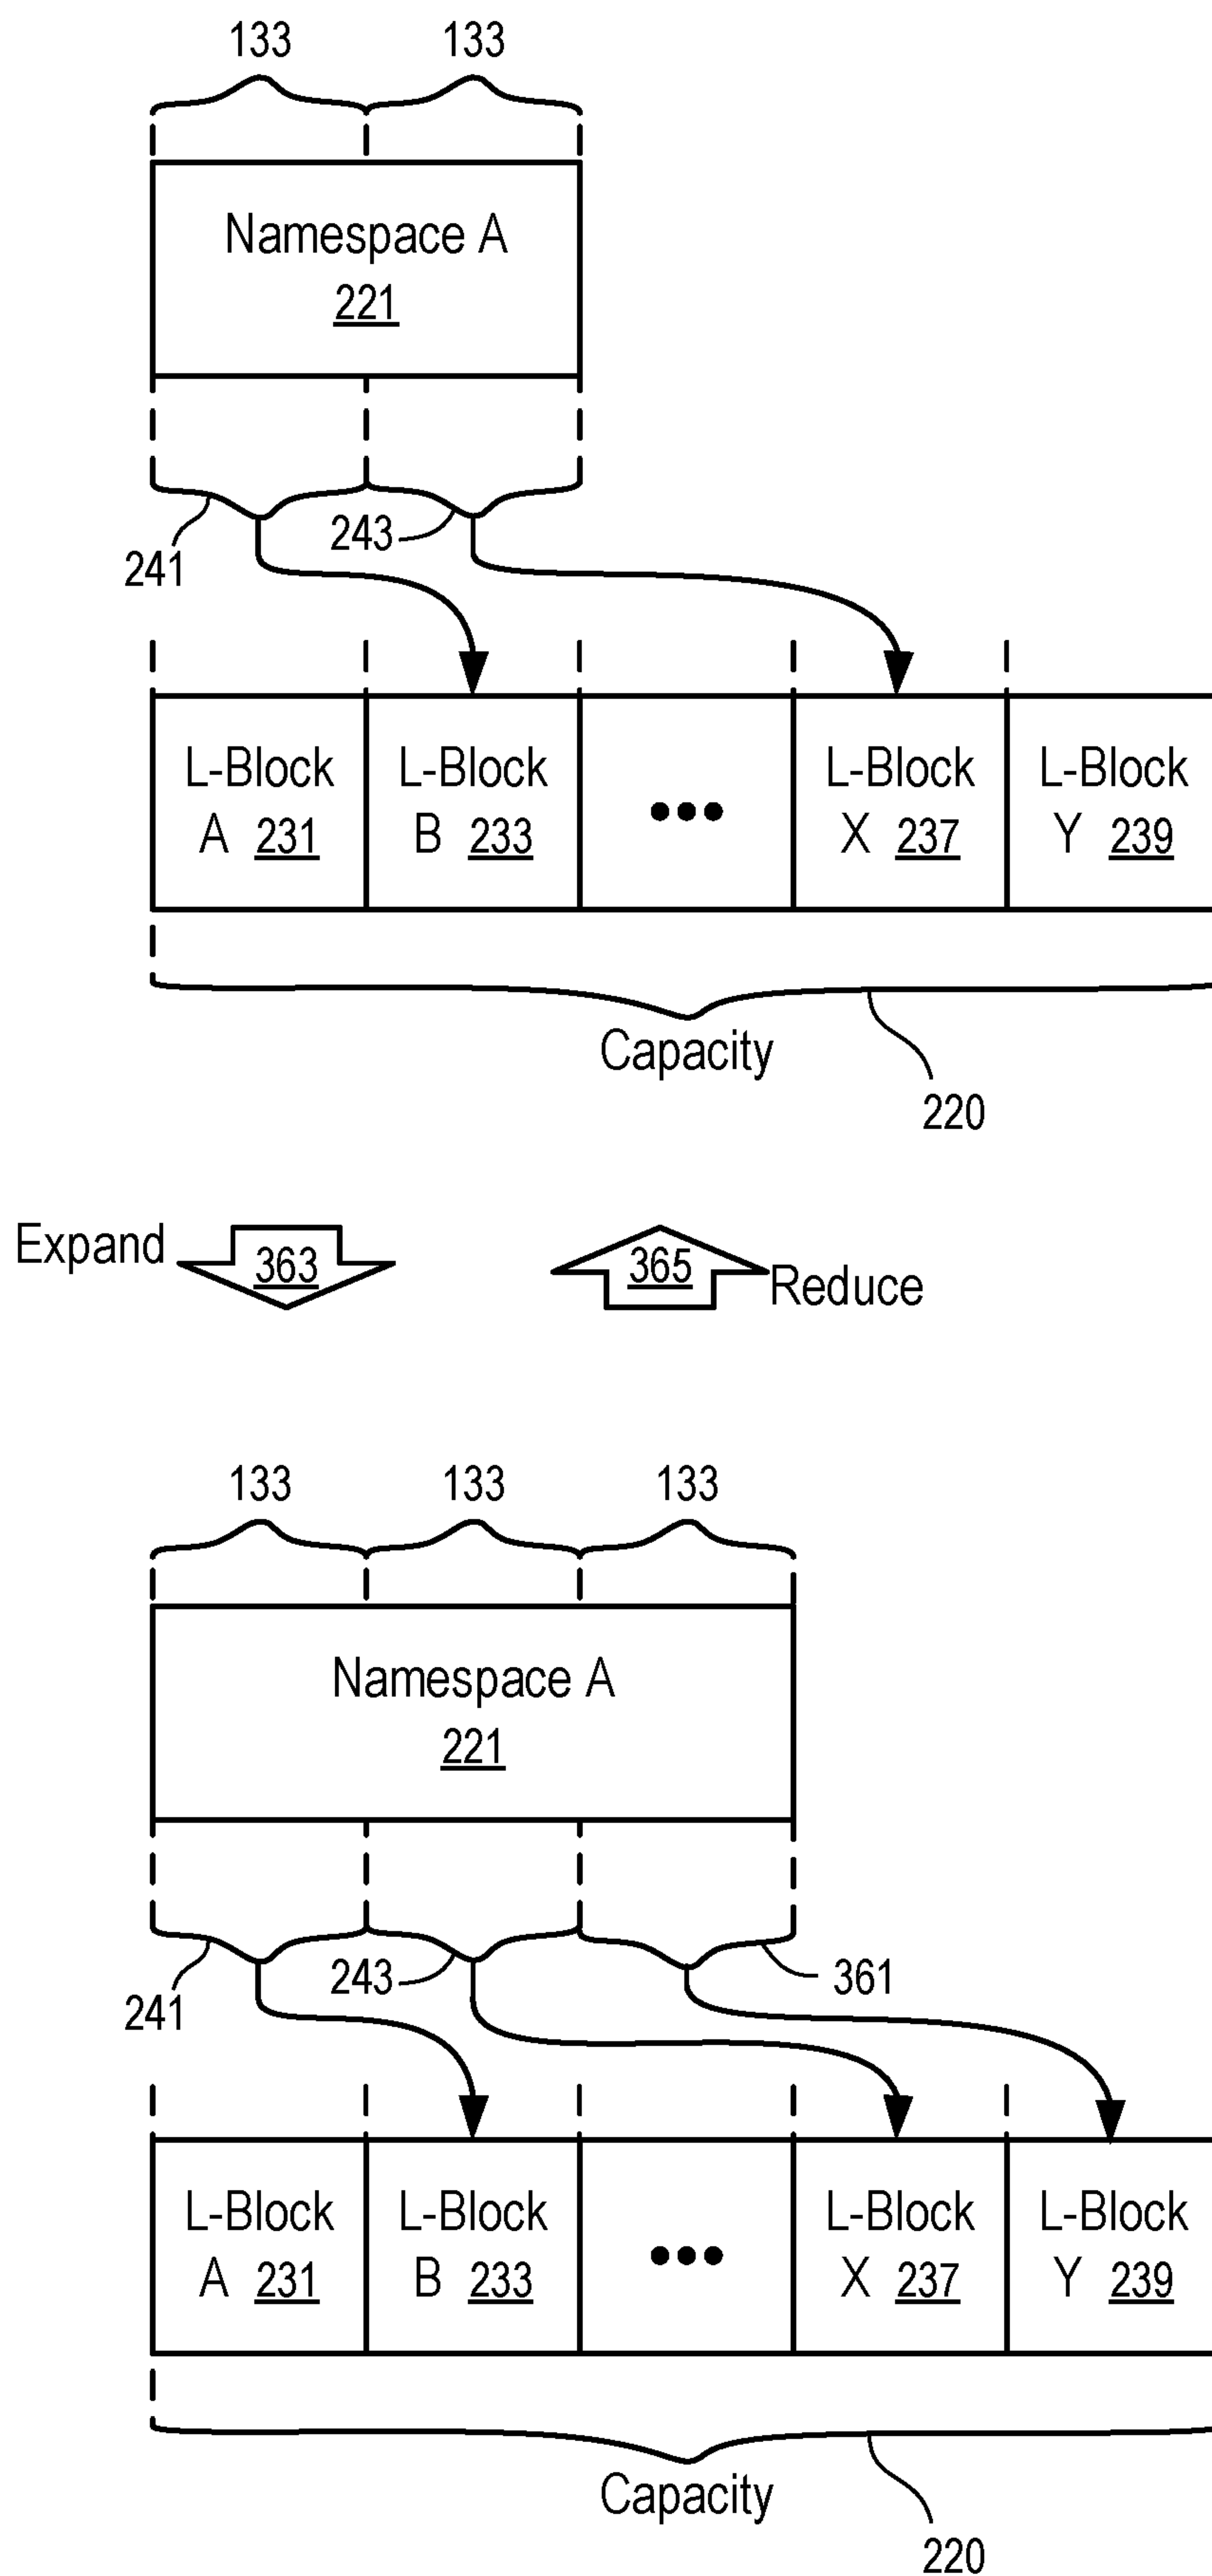 133 133
Namespace A
221
241 243
L-Block L-Block L-Block L-Block
A 231 B 233 ••• X 237 Y 239
Capacity
220
Expand 363 365 Reduce
133 133 133
Namespace A
221
241 243 361
L-Block L-Block L-Block L-Block
A 231 B 233 ••• X 237 Y 239
Capacity
220